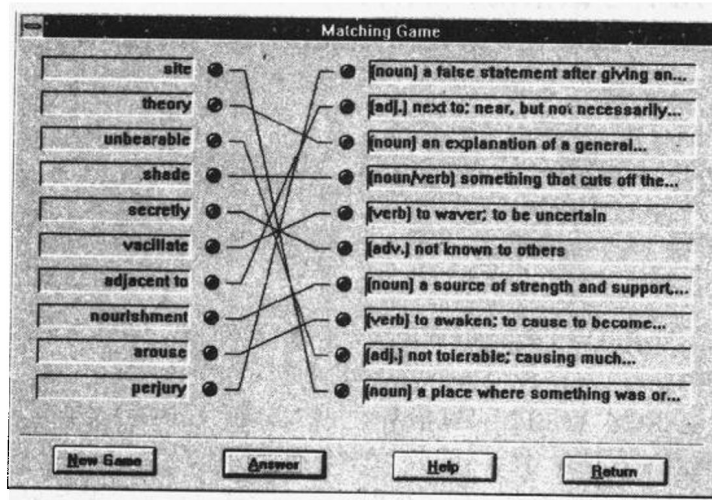 Matching Game
site
(noun) a false statement after giving an...
theory
(adj.) next to; near, but not necessarily...
unbearable
(noun) an explanation of a general...
shade
(noun/verb) something that cuts off the...
secretly
(verb) to waver; to be uncertain
vacillate
(adv.) not known to others
adjacent to
(noun) a source of strength and support,...
nourishment
(verb) to awaken; to cause to become...
arouse
(adj.) not tolerable; causing much...
perjury
(noun) a place where something was or...
New Game
Answer
Help
Return